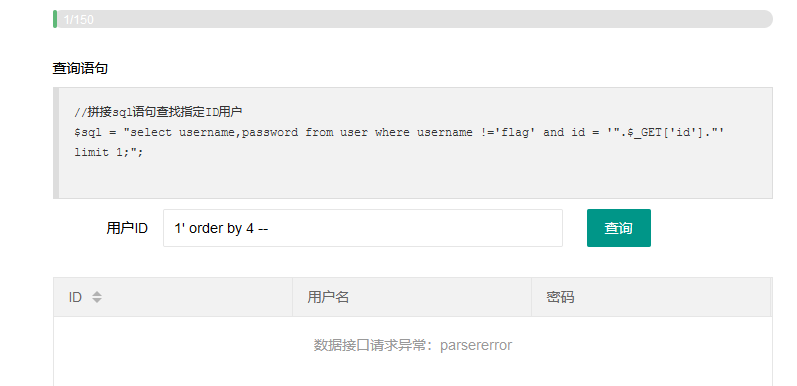 1/150
查询语句
//拼接sql语句查找指定ID用户
$sql = "select username,password from user where username !='flag' and id = '".$_GET['id']."'
limit 1;";
用户ID 1' order by 4 -- 查询
ID 用户名 密码
数据接口请求异常：parsererror